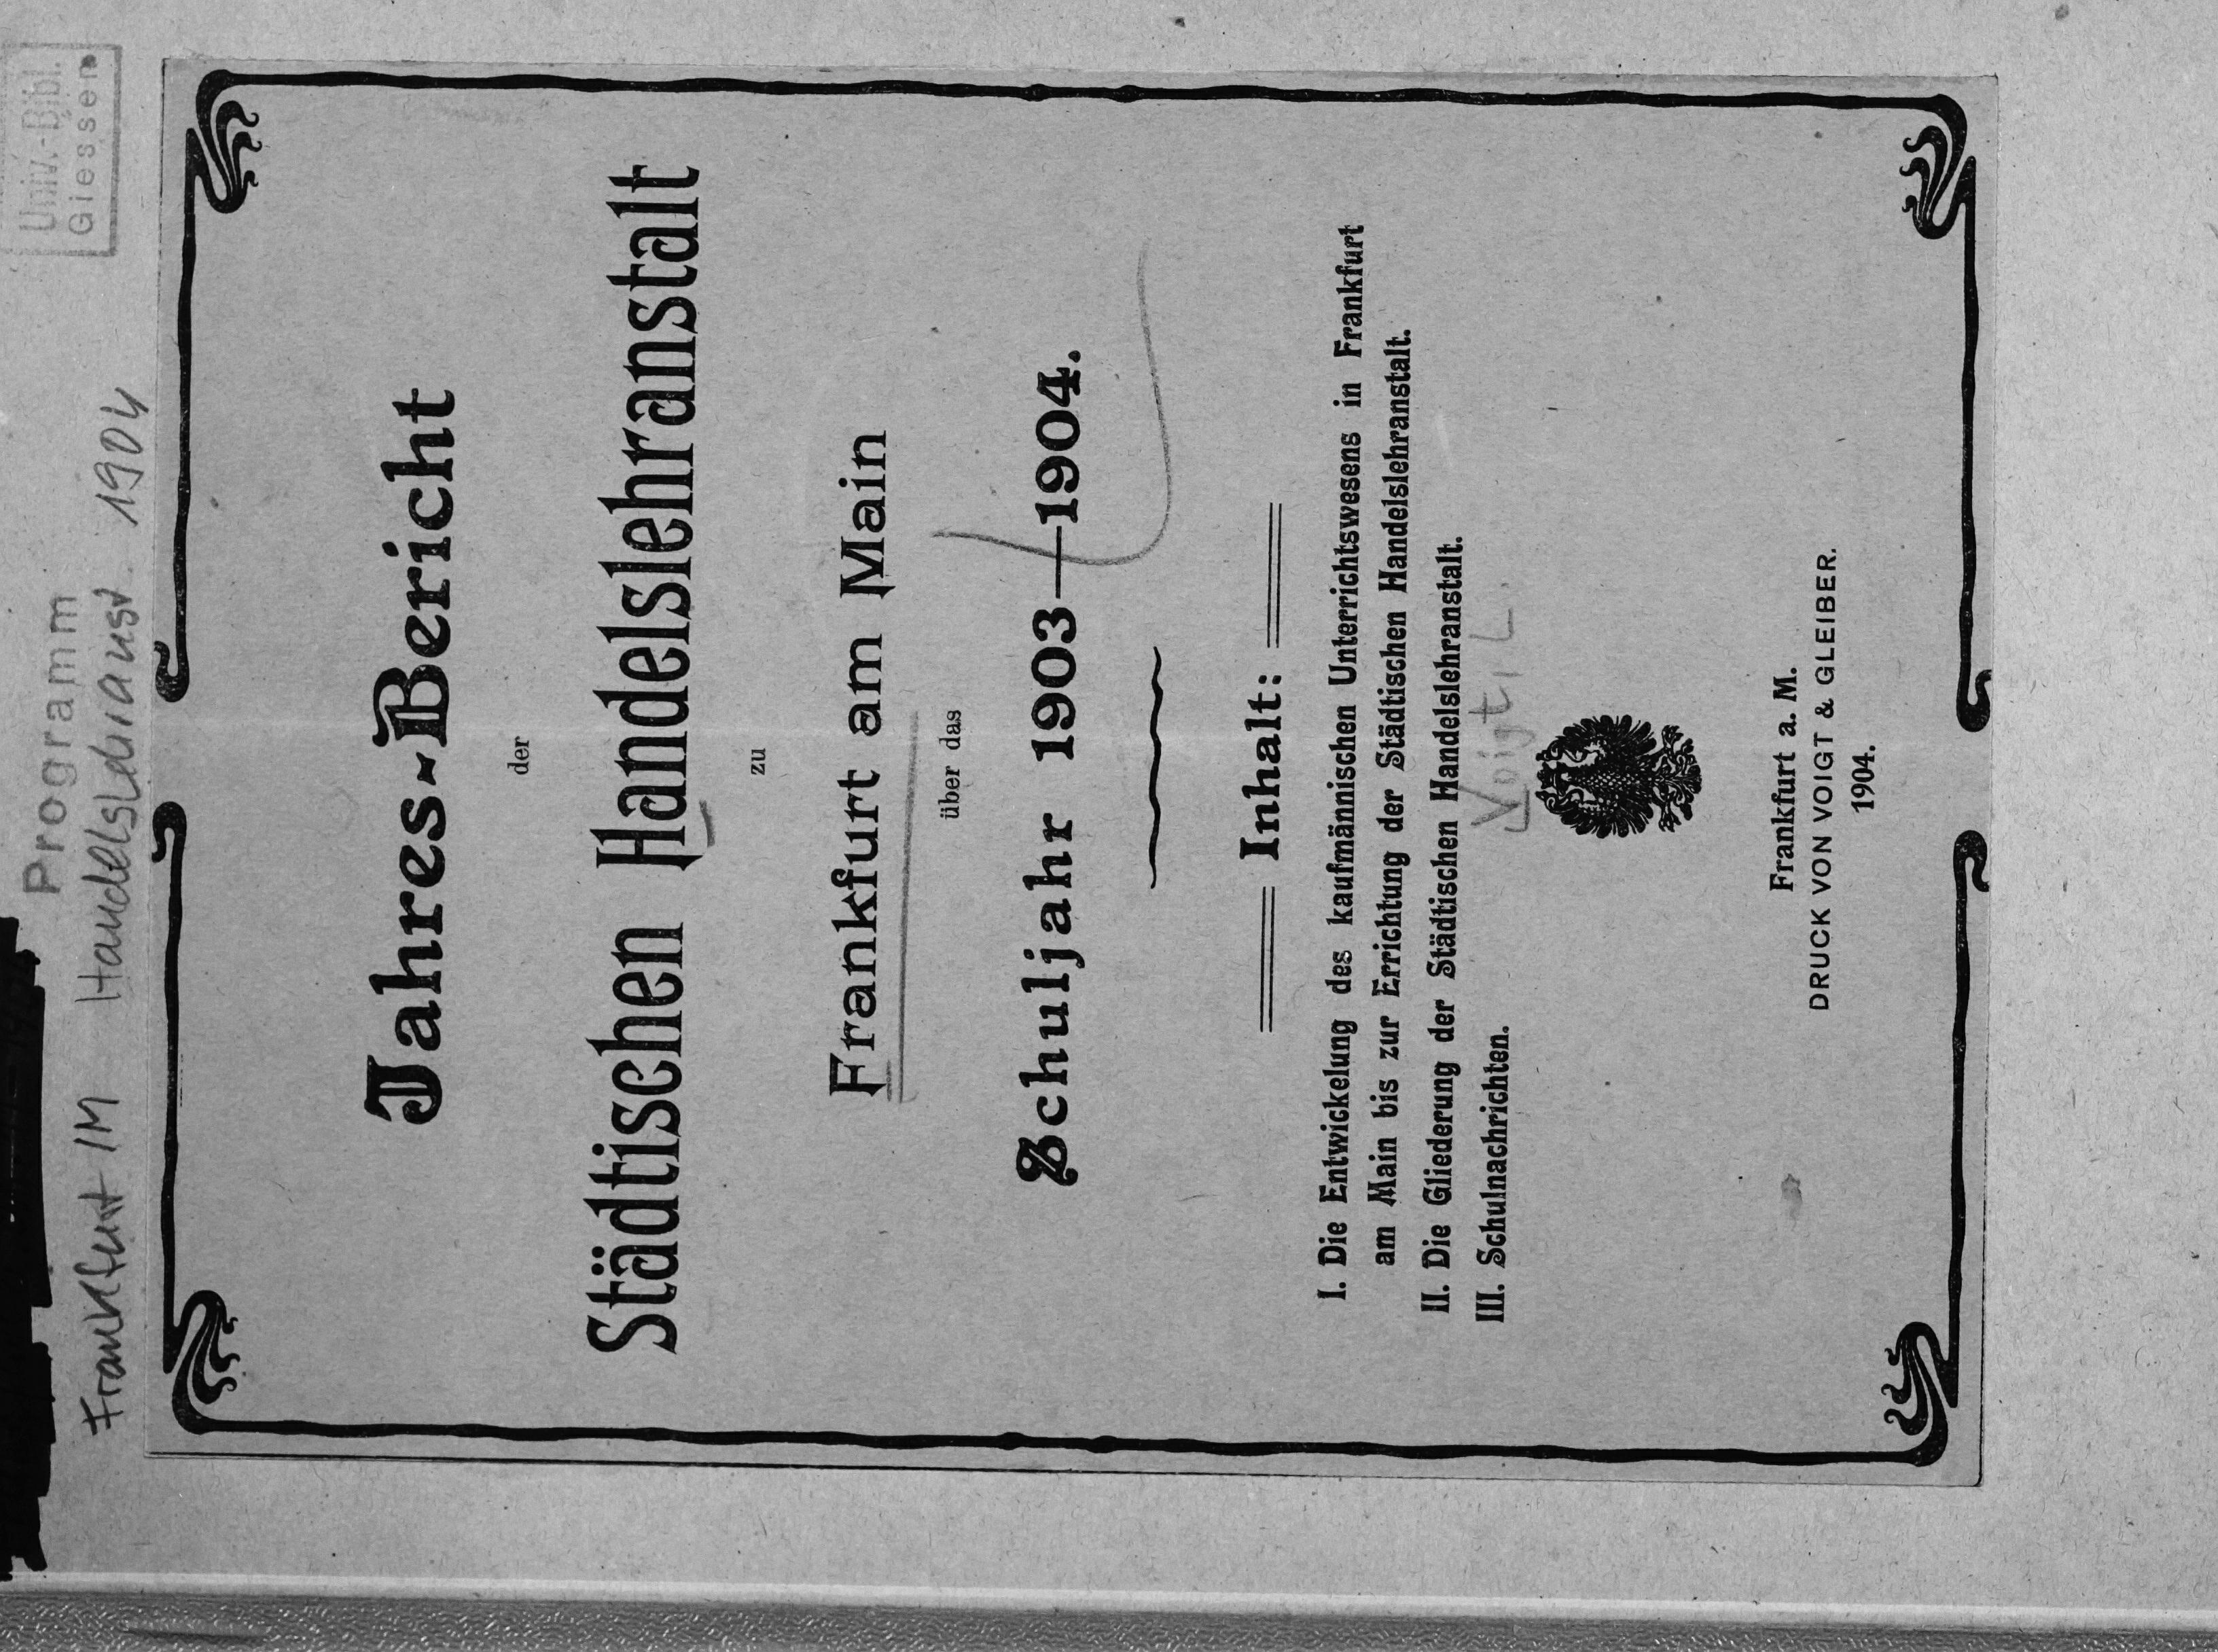 Univ.-Bibl.
Giessen
Programm
Frankfurt /M Handelslehranst. 1904
Jahres-Bericht
der
Städtischen Handelslehranstalt
zu
Frankfurt am Main
über das
Schuljahr 1903—1904.
Inhalt:
I. Die Entwickelung des kaufmännischen Unterrichtswesens in Frankfurt
am Main bis zur Errichtung der Städtischen Handelslehranstalt.
II. Die Gliederung der Städtischen Handelslehranstalt.
III. Schulnachrichten.
Voigt, L.
Frankfurt a. M.
DRUCK VON VOIGT & GLEIBER.
1904.